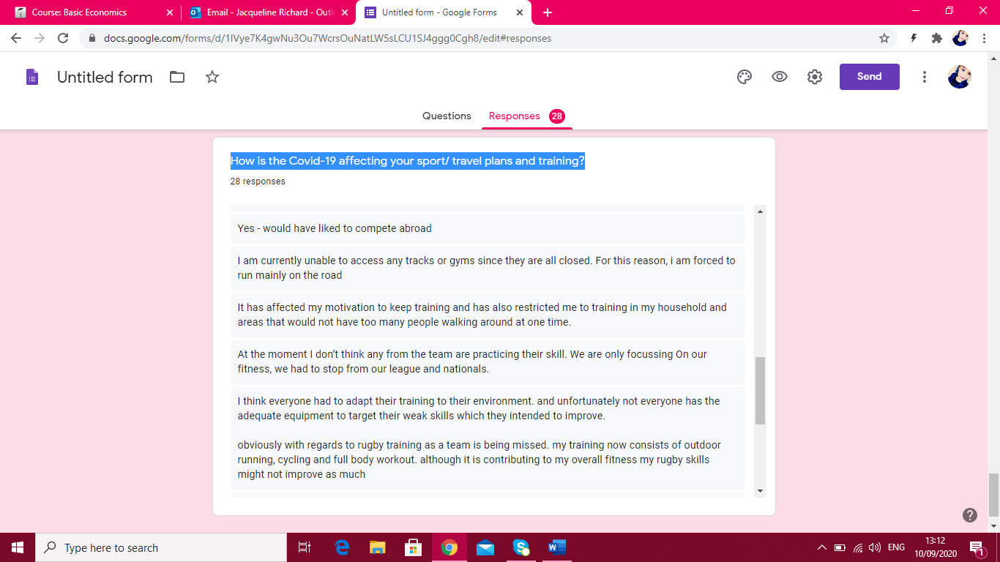 Course: Basic Economics
Email - Jacqueline Richard - Outl
Untitled form - Google Forms
docs.google.com/forms/d/1IVye7K4gwNu3Ou7WcrsOuNatLW5sLCU1SJ4ggg0Cgh8/edit#responses
Untitled form
Send
Questions
Responses 28
How is the Covid-19 affecting your sport/ travel plans and training?
28 responses
Yes - would have liked to compete abroad
I am currently unable to access any tracks or gyms since they are all closed. For this reason, i am forced to
run mainly on the road
It has affected my motivation to keep training and has also restricted me to training in my household and
areas that would not have too many people walking around at one time.
At the moment I don't think any from the team are practicing their skill. We are only focussing On our
fitness, we had to stop from our league and nationals.
I think everyone had to adapt their training to their environment. and unfortunately not everyone has the
adequate equipment to target their weak skills which they intended to improve.
obviously with regards to rugby training as a team is being missed. my training now consists of outdoor
running, cycling and full body workout. although it is contributing to my overall fitness my rugby skills
might not improve as much
Type here to search
ENG
13:12
10/09/2020
1